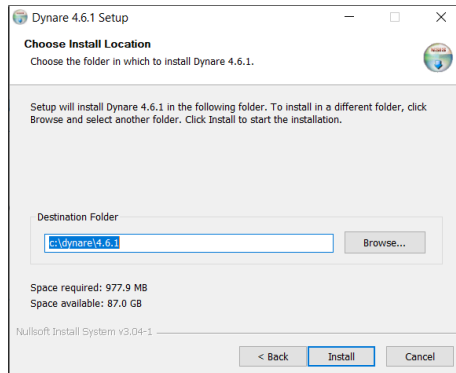 Dynare 4.6.1 Setup
Choose Install Location
Choose the folder in which to install Dynare 4.6.1.
Setup will install Dynare 4.6.1 in the following folder. To install in a different folder, click
Browse and select another folder. Click Install to start the installation.
Destination Folder
c:\dynare\4.6.1
Browse...
Space required: 977.9 MB
Space available: 87.0 GB
Nullsoft Install System v3.04-1
< Back
Install
Cancel